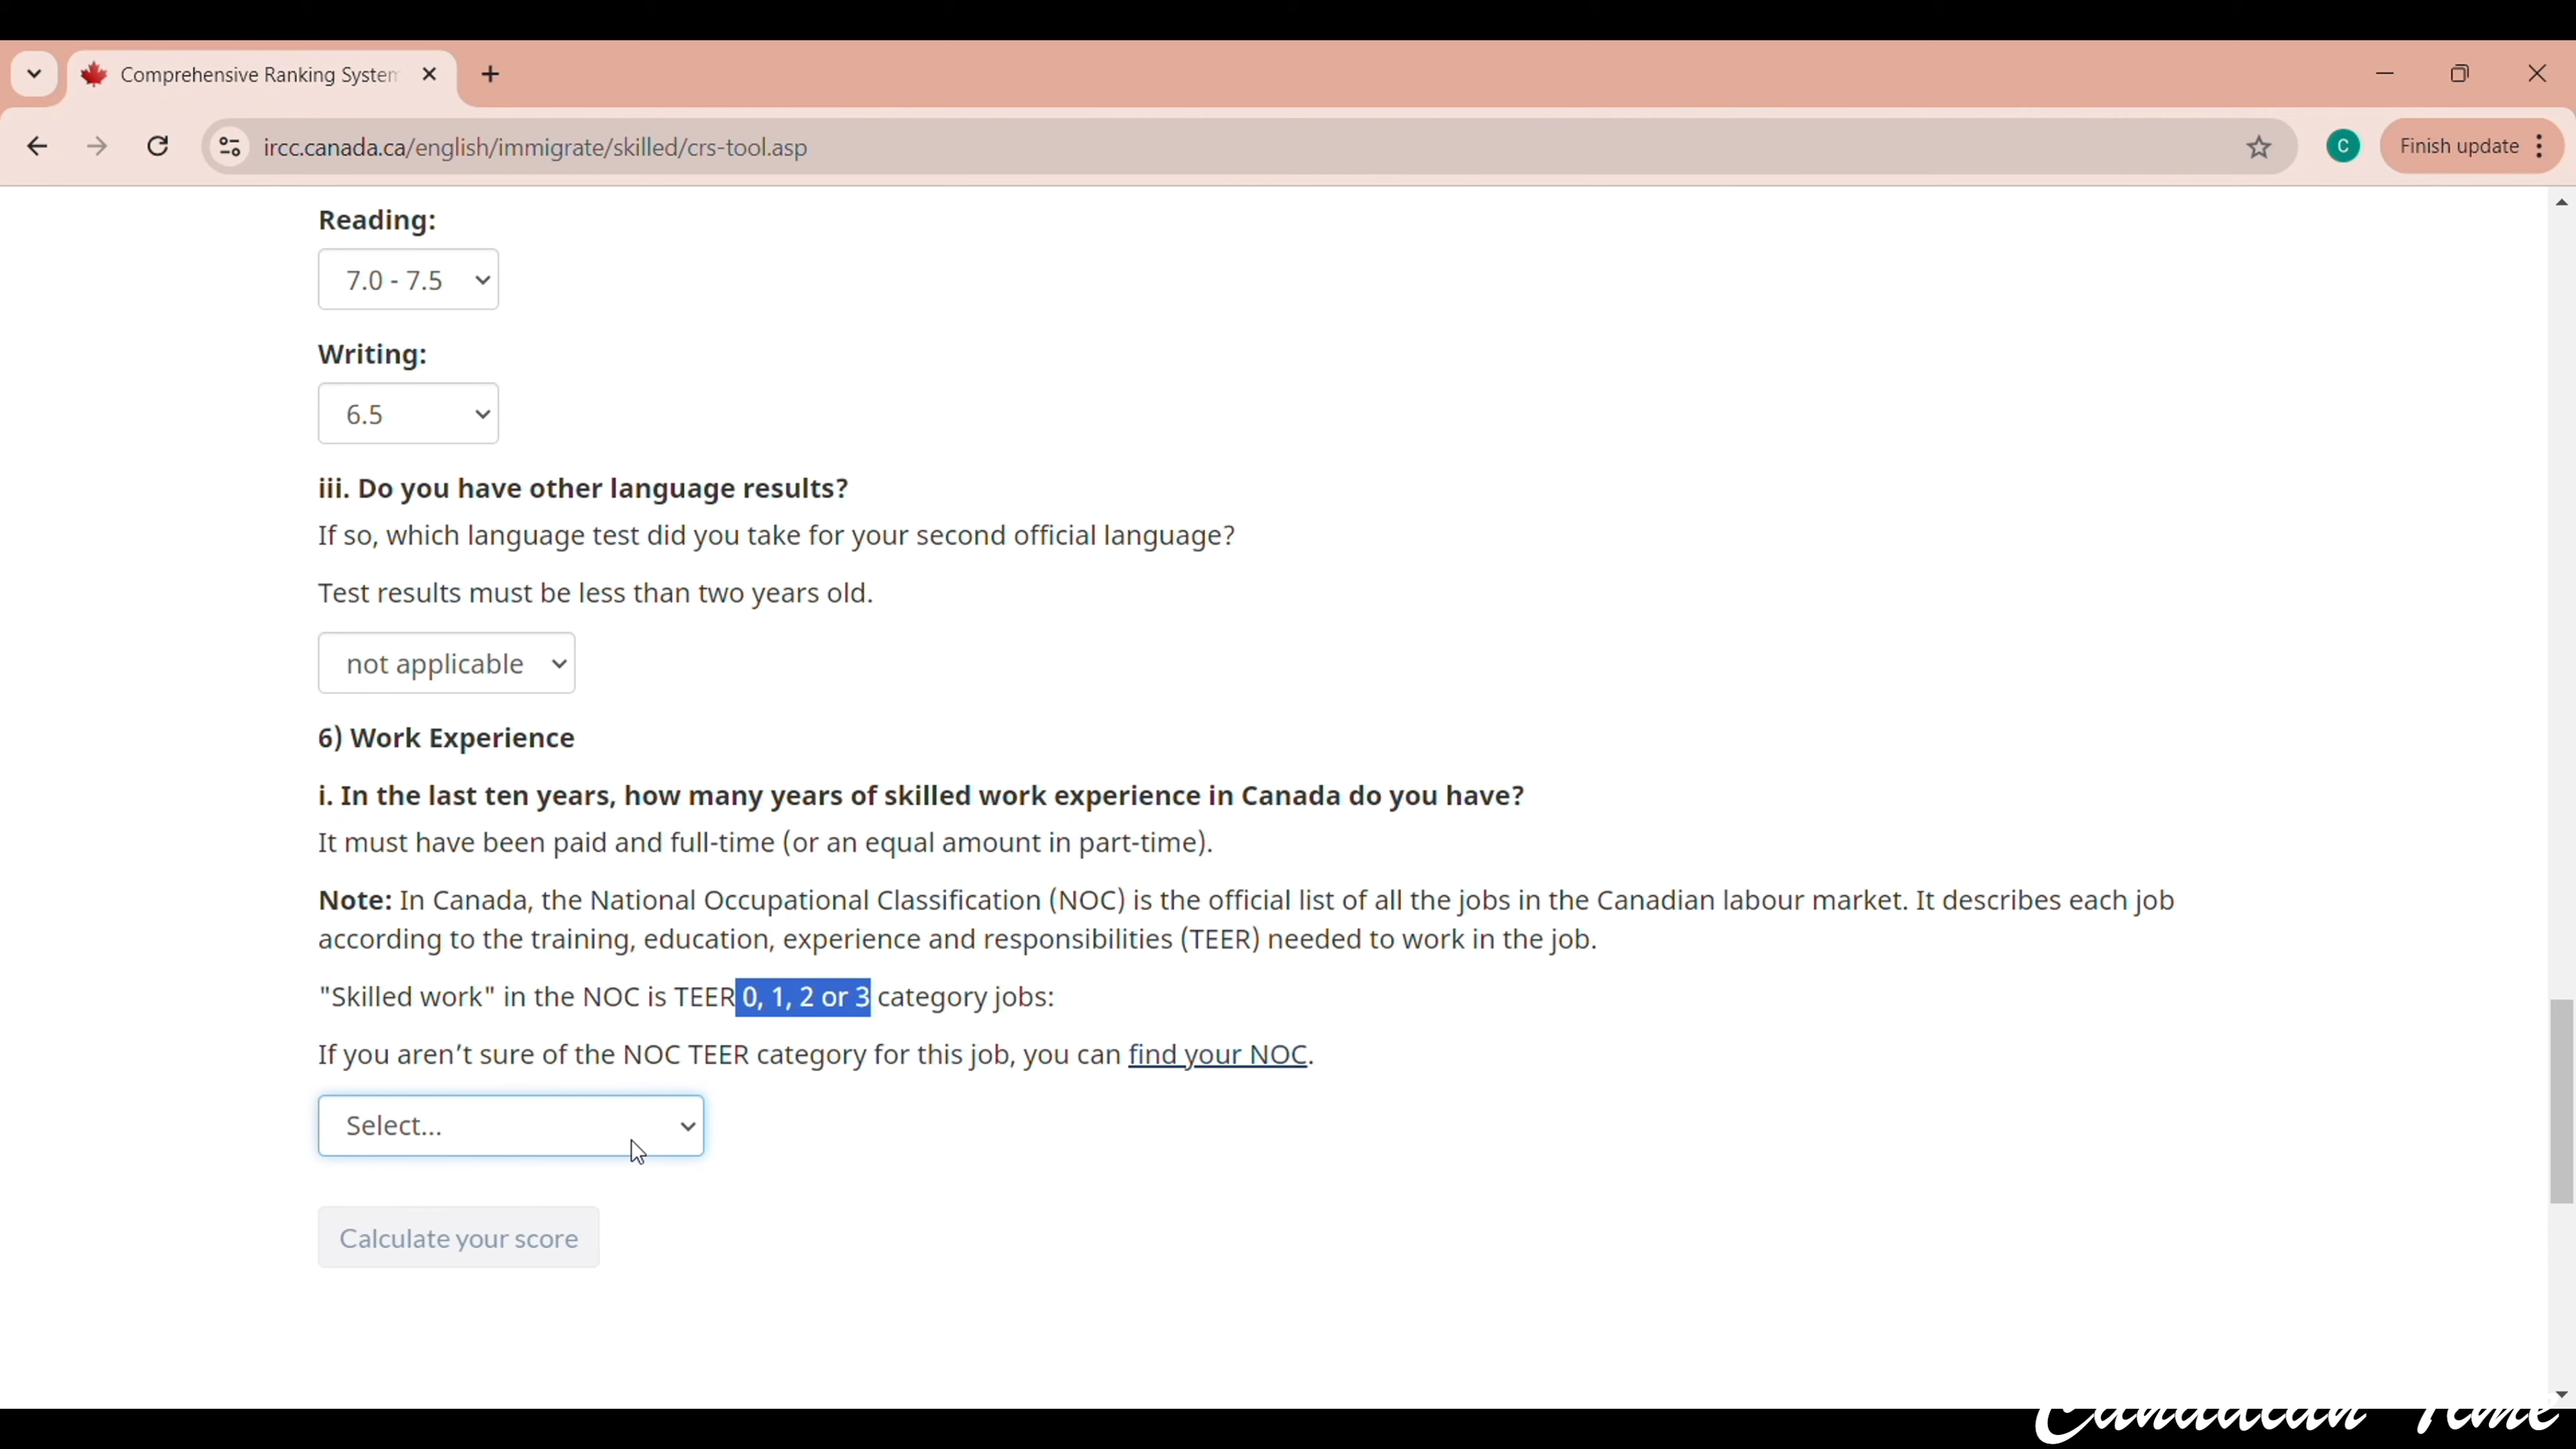 Comprehensive Ranking System
ircc.canada.ca/english/immigrate/skilled/crs-tool.asp
C
Finish update
Reading:
7.0 - 7.5
Writing:
6.5
iii. Do you have other language results?
If so, which language test did you take for your second official language?
Test results must be less than two years old.
not applicable
6) Work Experience
i. In the last ten years, how many years of skilled work experience in Canada do you have?
It must have been paid and full-time (or an equal amount in part-time).
Note: In Canada, the National Occupational Classification (NOC) is the official list of all the jobs in the Canadian labour market. It describes each job
according to the training, education, experience and responsibilities (TEER) needed to work in the job.
"Skilled work" in the NOC is TEER 0, 1, 2 or 3 category jobs:
If you aren't sure of the NOC TEER category for this job, you can find your NOC.
Select...
Calculate your score
Canadian Time